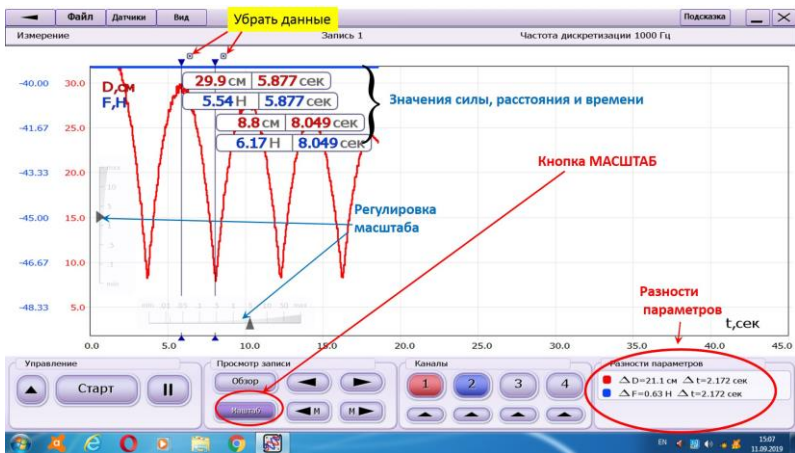 Файл Датчики Вид Подсказка
Убрать данные
Измерение Запись 1 Частота дискретизации 1000 Гц
D,см
F,Н
29.9 см 5.877 сек
5.54 Н 5.877 сек
8.8 см 8.049 сек
6.17 Н 8.049 сек
Значения силы, расстояния и времени
Кнопка МАСШТАБ
Регулировка
масштаба
Разности
параметров
-40.00 30.0
-41.67 25.0
-43.33 20.0
-45.00 15.0
-46.67 10.0
-48.33 5.0
t,сек
0.0 5.0 10.0 15.0 20.0 25.0 30.0 35.0 40.0 45.0
Управление Просмотр записи Каналы Разности параметров
Старт
Обзор
Маштаб
М М
1 2 3 4
△D=21.1 см △t=2.172 сек
△F=0.63 Н △t=2.172 сек
EN 15:07
11.09.2019